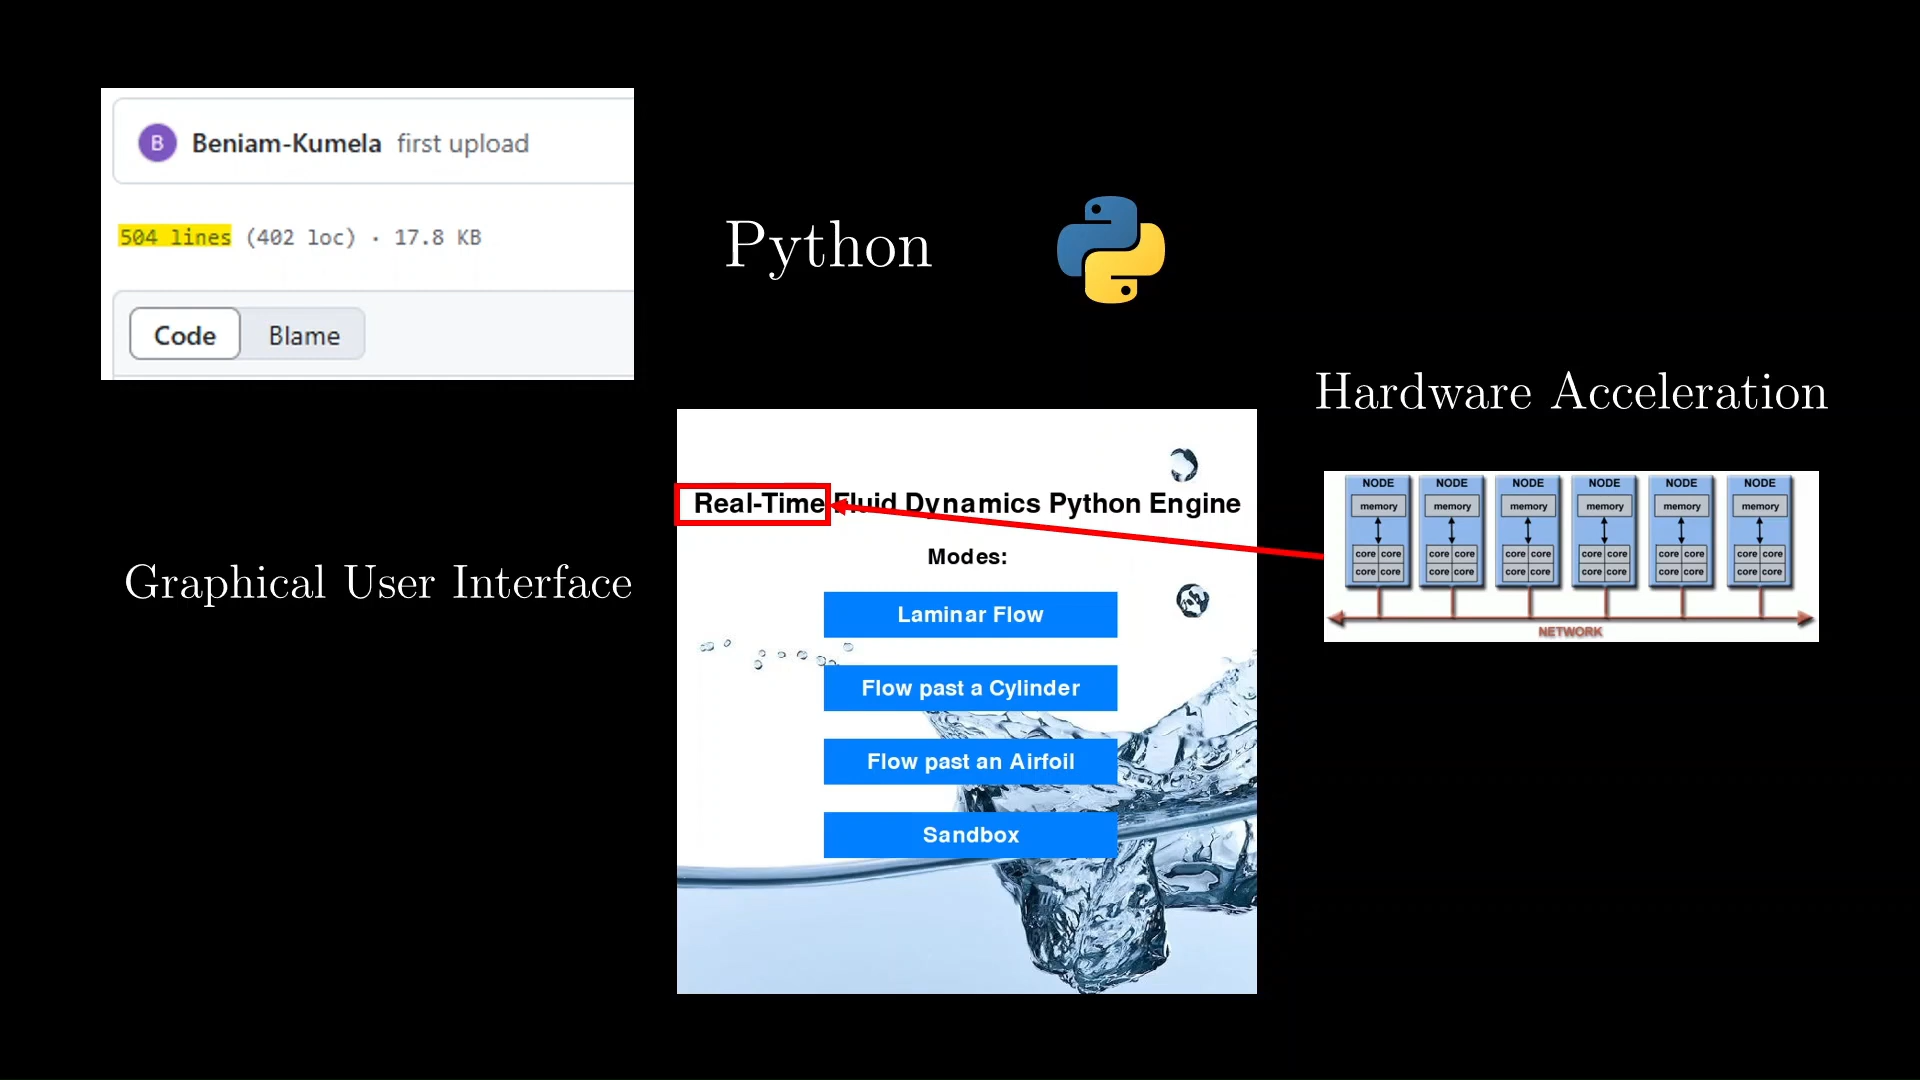 B Beniam-Kumela first upload
504 lines (402 loc) · 17.8 KB
Code Blame
Python
Hardware Acceleration
Graphical User Interface
Real-Time Fluid Dynamics Python Engine
Modes:
Laminar Flow
Flow past a Cylinder
Flow past an Airfoil
Sandbox
NODE NODE NODE NODE NODE NODE
memory memory memory memory memory memory
core core core core core core core core core core core core
core core core core core core core core core core core core
NETWORK